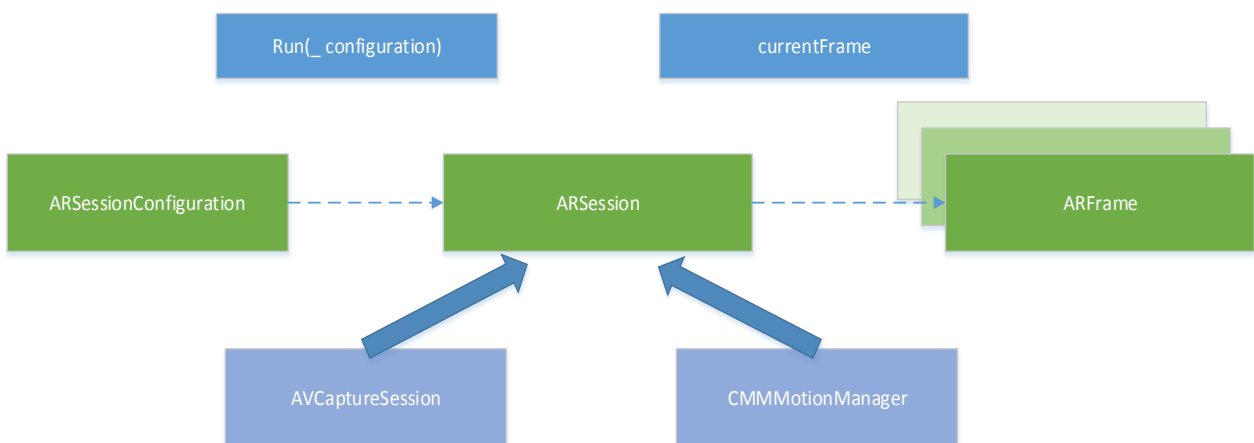 Run(_ configuration)
currentFrame
ARSessionConfiguration
ARSession
ARFrame
AVCaptureSession
CMMMotionManager